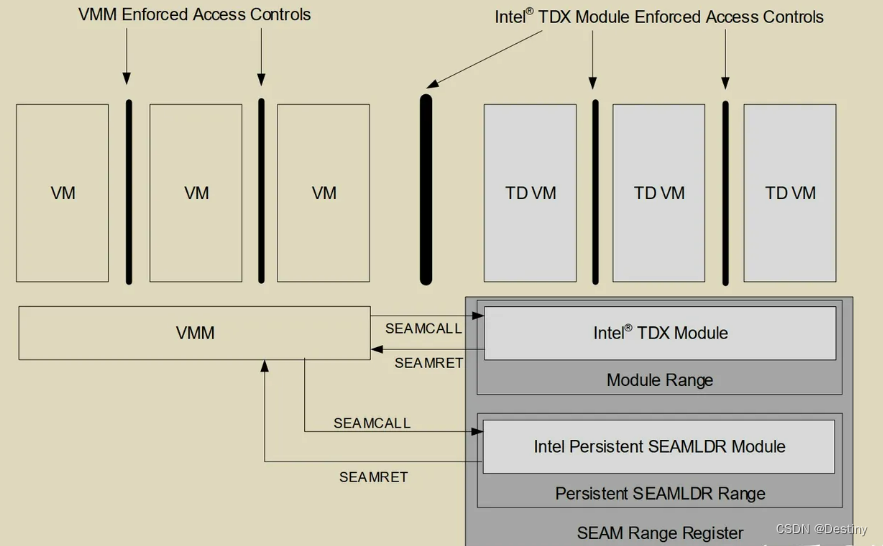 VMM Enforced Access Controls
Intel® TDX Module Enforced Access Controls
VM
VM
VM
TD VM
TD VM
TD VM
VMM
SEAMCALL
SEAMRET
Intel® TDX Module
Module Range
SEAMCALL
SEAMRET
Intel Persistent SEAMLDR Module
Persistent SEAMLDR Range
SEAM Range Register
CSDN @Destiny